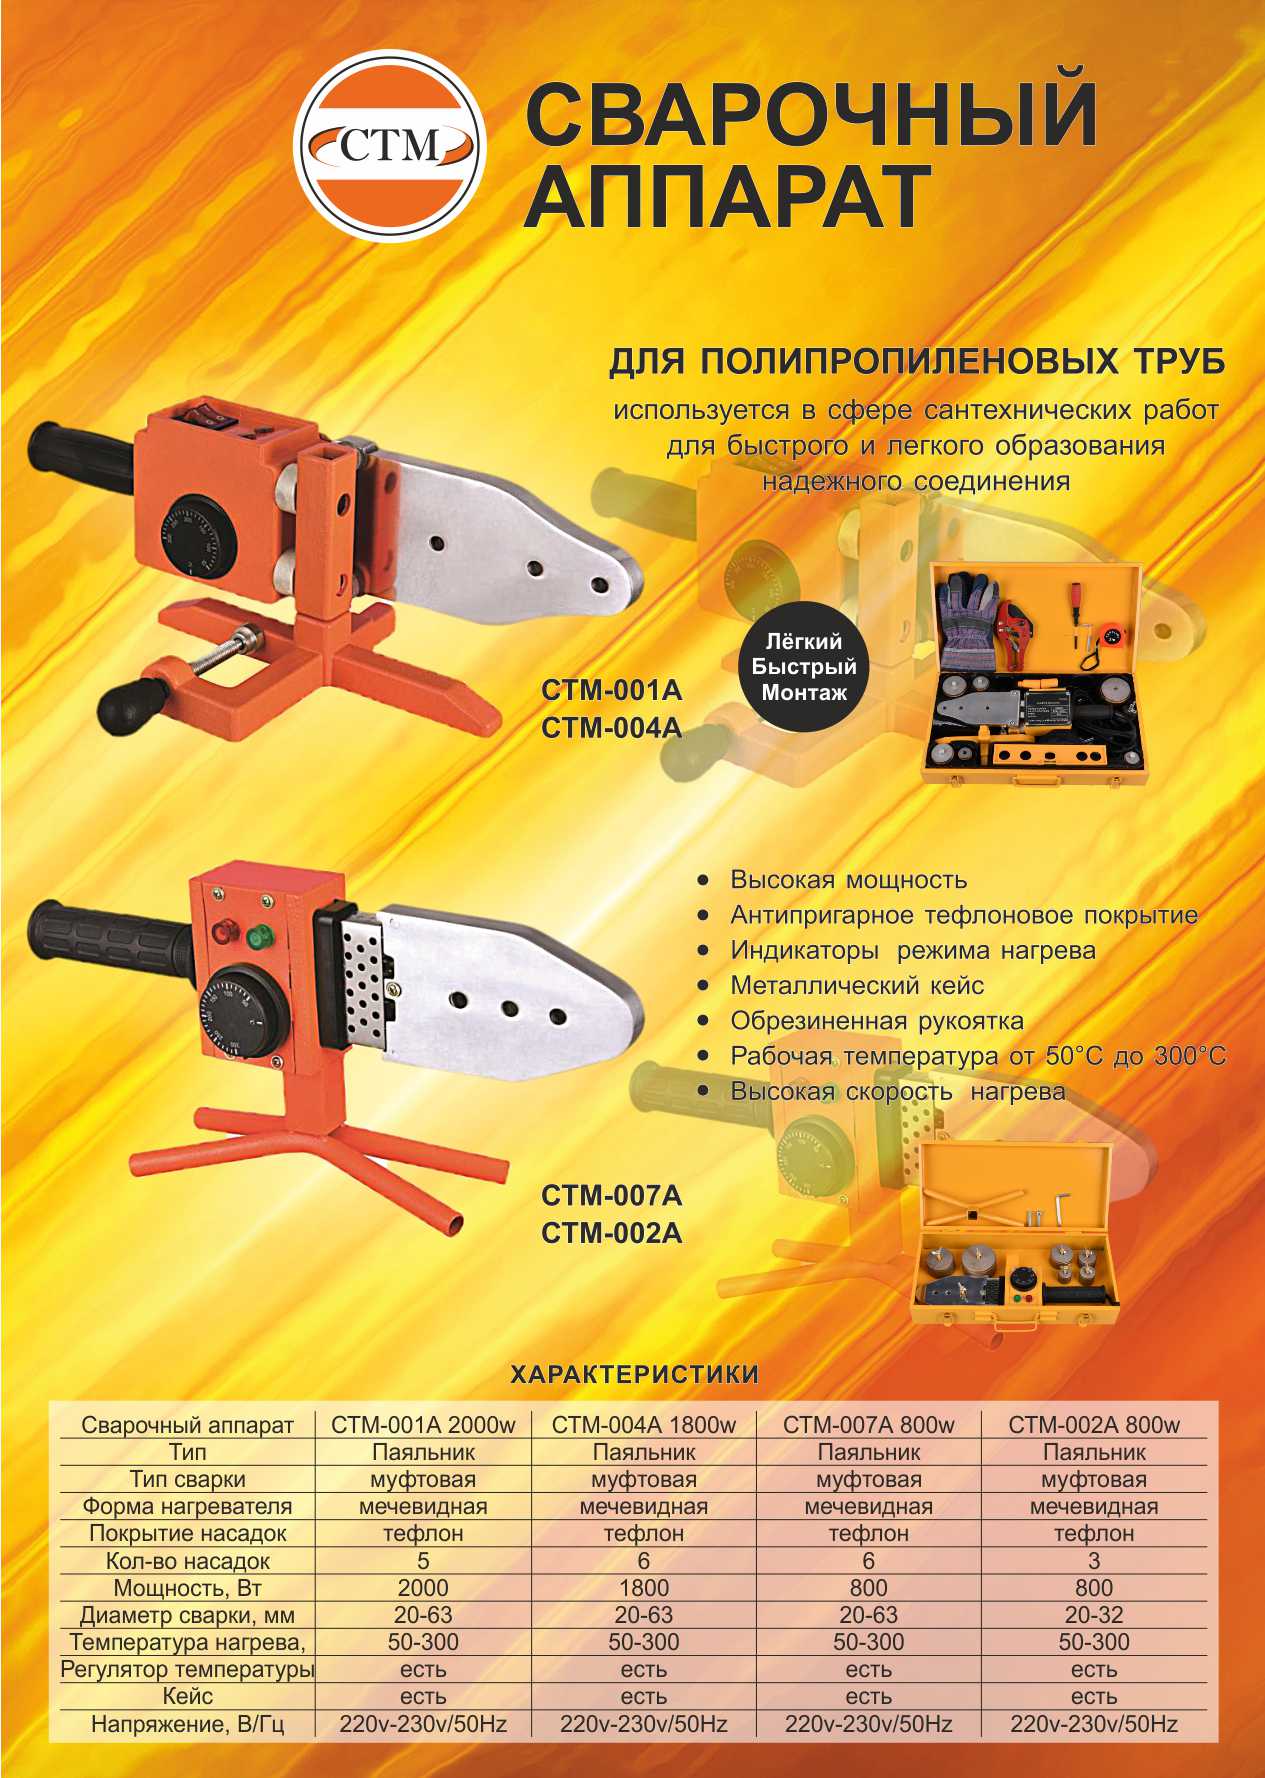 СТМ
СВАРОЧНЫЙ
АППАРАТ
ДЛЯ ПОЛИПРОПИЛЕНОВЫХ ТРУБ
используется в сфере сантехнических работ
для быстрого и легкого образования
надежного соединения
Лёгкий
Быстрый
Монтаж
СТМ-001А
СТМ-004А
• Высокая мощность
• Антипригарное тефлоновое покрытие
• Индикаторы режима нагрева
• Металлический кейс
• Обрезиненная рукоятка
• Рабочая температура от 50°С до 300°С
• Высокая скорость нагрева
СТМ-007А
СТМ-002А
ХАРАКТЕРИСТИКИ
Сварочный аппарат СТМ-001А 2000w СТМ-004А 1800w СТМ-007А 800w СТМ-002А 800w
Тип Паяльник Паяльник Паяльник Паяльник
Тип сварки муфтовая муфтовая муфтовая муфтовая
Форма нагревателя мечевидная мечевидная мечевидная мечевидная
Покрытие насадок тефлон тефлон тефлон тефлон
Кол-во насадок 5 6 6 3
Мощность, Вт 2000 1800 800 800
Диаметр сварки, мм 20-63 20-63 20-63 20-32
Температура нагрева, 50-300 50-300 50-300 50-300
Регулятор температуры есть есть есть есть
Кейс есть есть есть есть
Напряжение, В/Гц 220v-230v/50Hz 220v-230v/50Hz 220v-230v/50Hz 220v-230v/50Hz